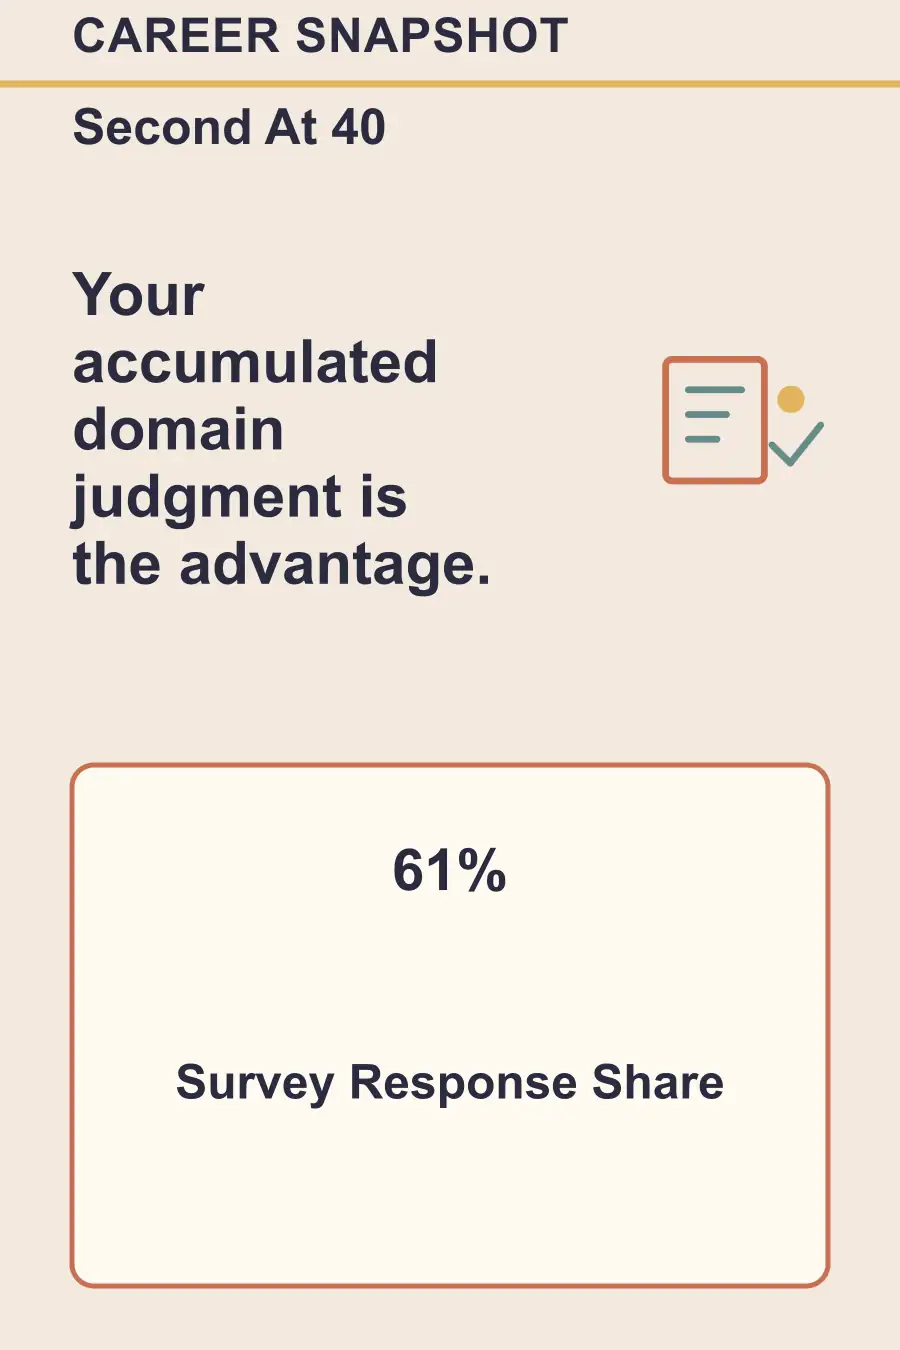 CAREER SNAPSHOT
Second At 40
Your
accumulated
domain
judgment is
the advantage.
61%
Survey Response Share